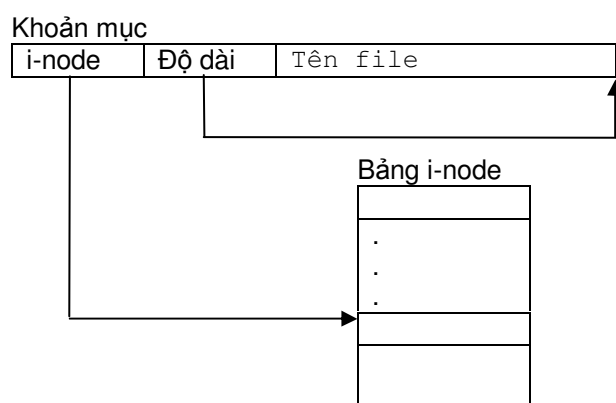 Khoản mục
i-node Độ dài Tên file
Bảng i-node
.
.
.